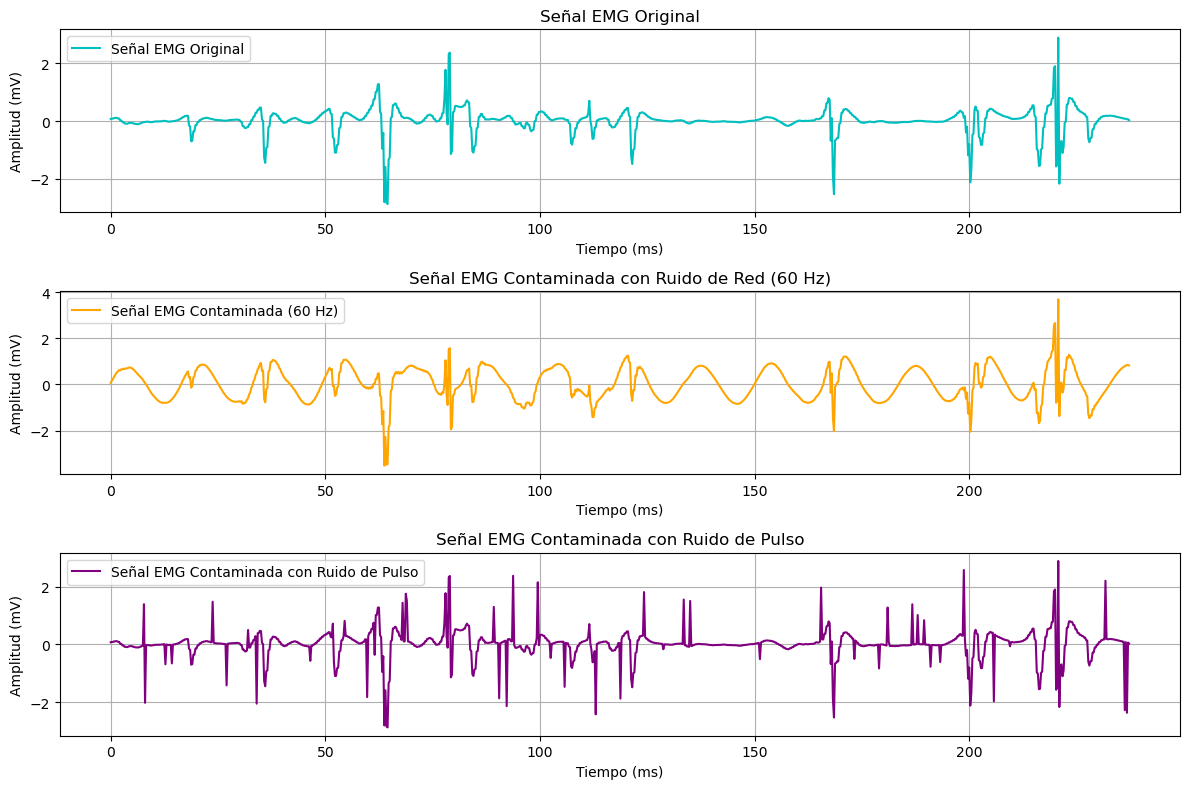 Señal EMG Original
Señal EMG Original
Amplitud (mV)
2
0
−2
0 50 100 150 200
Tiempo (ms)
Señal EMG Contaminada con Ruido de Red (60 Hz)
Señal EMG Contaminada (60 Hz)
Amplitud (mV)
4
2
0
−2
0 50 100 150 200
Tiempo (ms)
Señal EMG Contaminada con Ruido de Pulso
Señal EMG Contaminada con Ruido de Pulso
Amplitud (mV)
2
0
−2
0 50 100 150 200
Tiempo (ms)